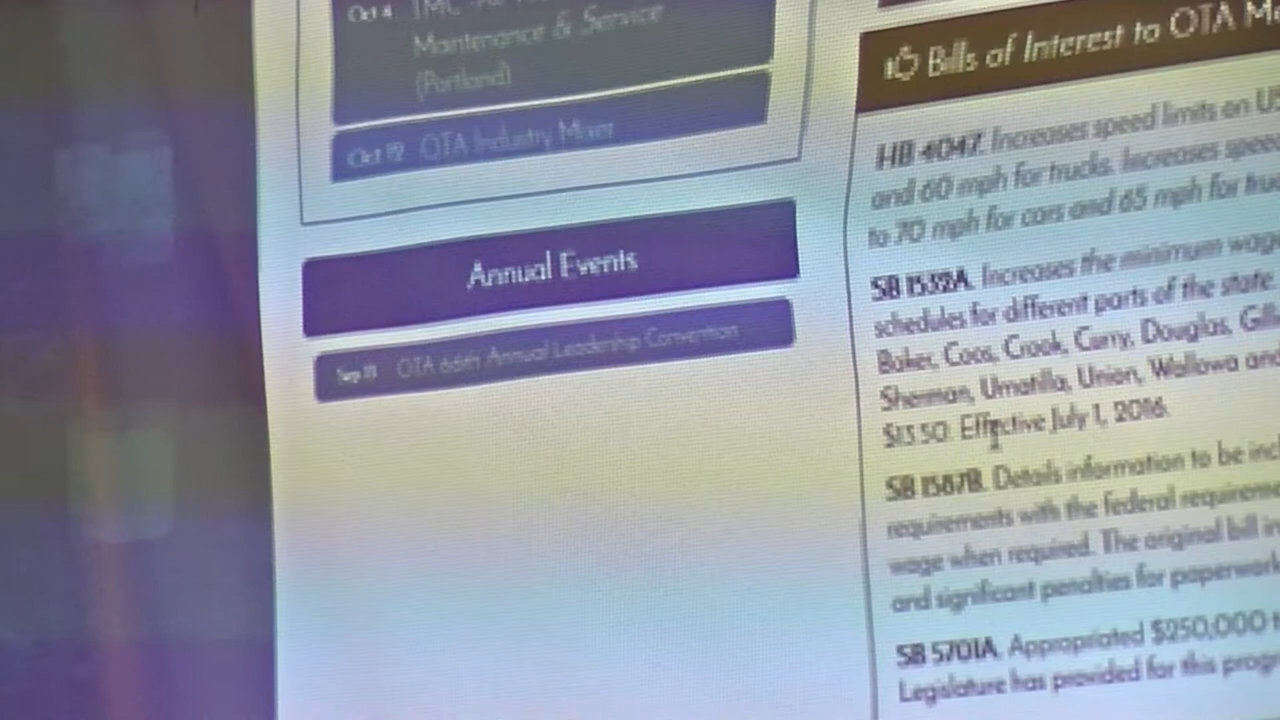 Oct 4
Maintenance & Service
(Portland)
Oct 12 OTA Industry Mixer
Annual Events
Sep 18 OTA 66th Annual Leadership Convention
Bills of Interest to OTA
HB 4047. Increases speed limits on
and 60 mph for trucks. Increases
to 70 mph for cars and 65 mph for
SB 1532A. Increases the minimum
schedules for different parts of the state.
Baker, Coos, Crook, Curry, Douglas,
Sherman, Umatilla, Union, Wallowa and
$13.50. Effective July 1, 2016.
SB 1587B. Details information to be
requirements with the federal
wage when required. The original bill
and significant penalties for
SB 5701A. Appropriated $250,000
Legislature has provided for this